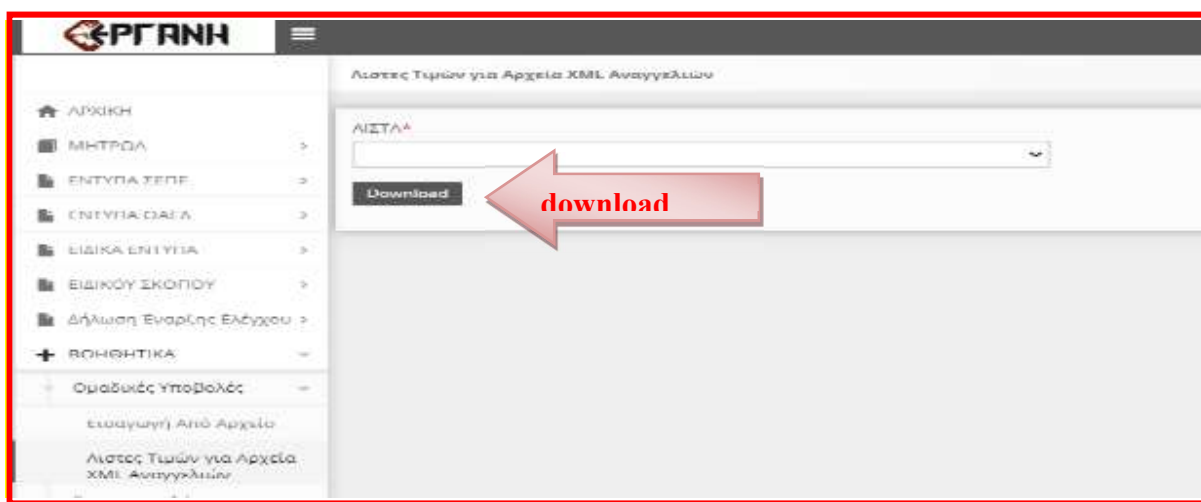 ΕΡΓΑΝΗ
Λιστες Τιμών για Αρχεία XML Αναγγελιών
ΑΡΧΙΚΗ
ΜΗΤΡΩΑ
ΕΝΤΥΠΑ ΣΕΠΕ
ΕΝΤΥΠΑ ΟΑΕΔ
ΕΙΔΙΚΑ ΕΝΤΥΠΑ
ΕΙΔΙΚΟΥ ΣΚΟΠΟΥ
Δήλωση Έναρξης Ελέγχου
ΒΟΗΘΗΤΙΚΑ
Ομαδικές Υποβολές
Εισαγωγή Από Αρχείο
Λιστες Τιμών για Αρχεία
XML Αναγγελιών
ΛΙΣΤΑ*
Download
download